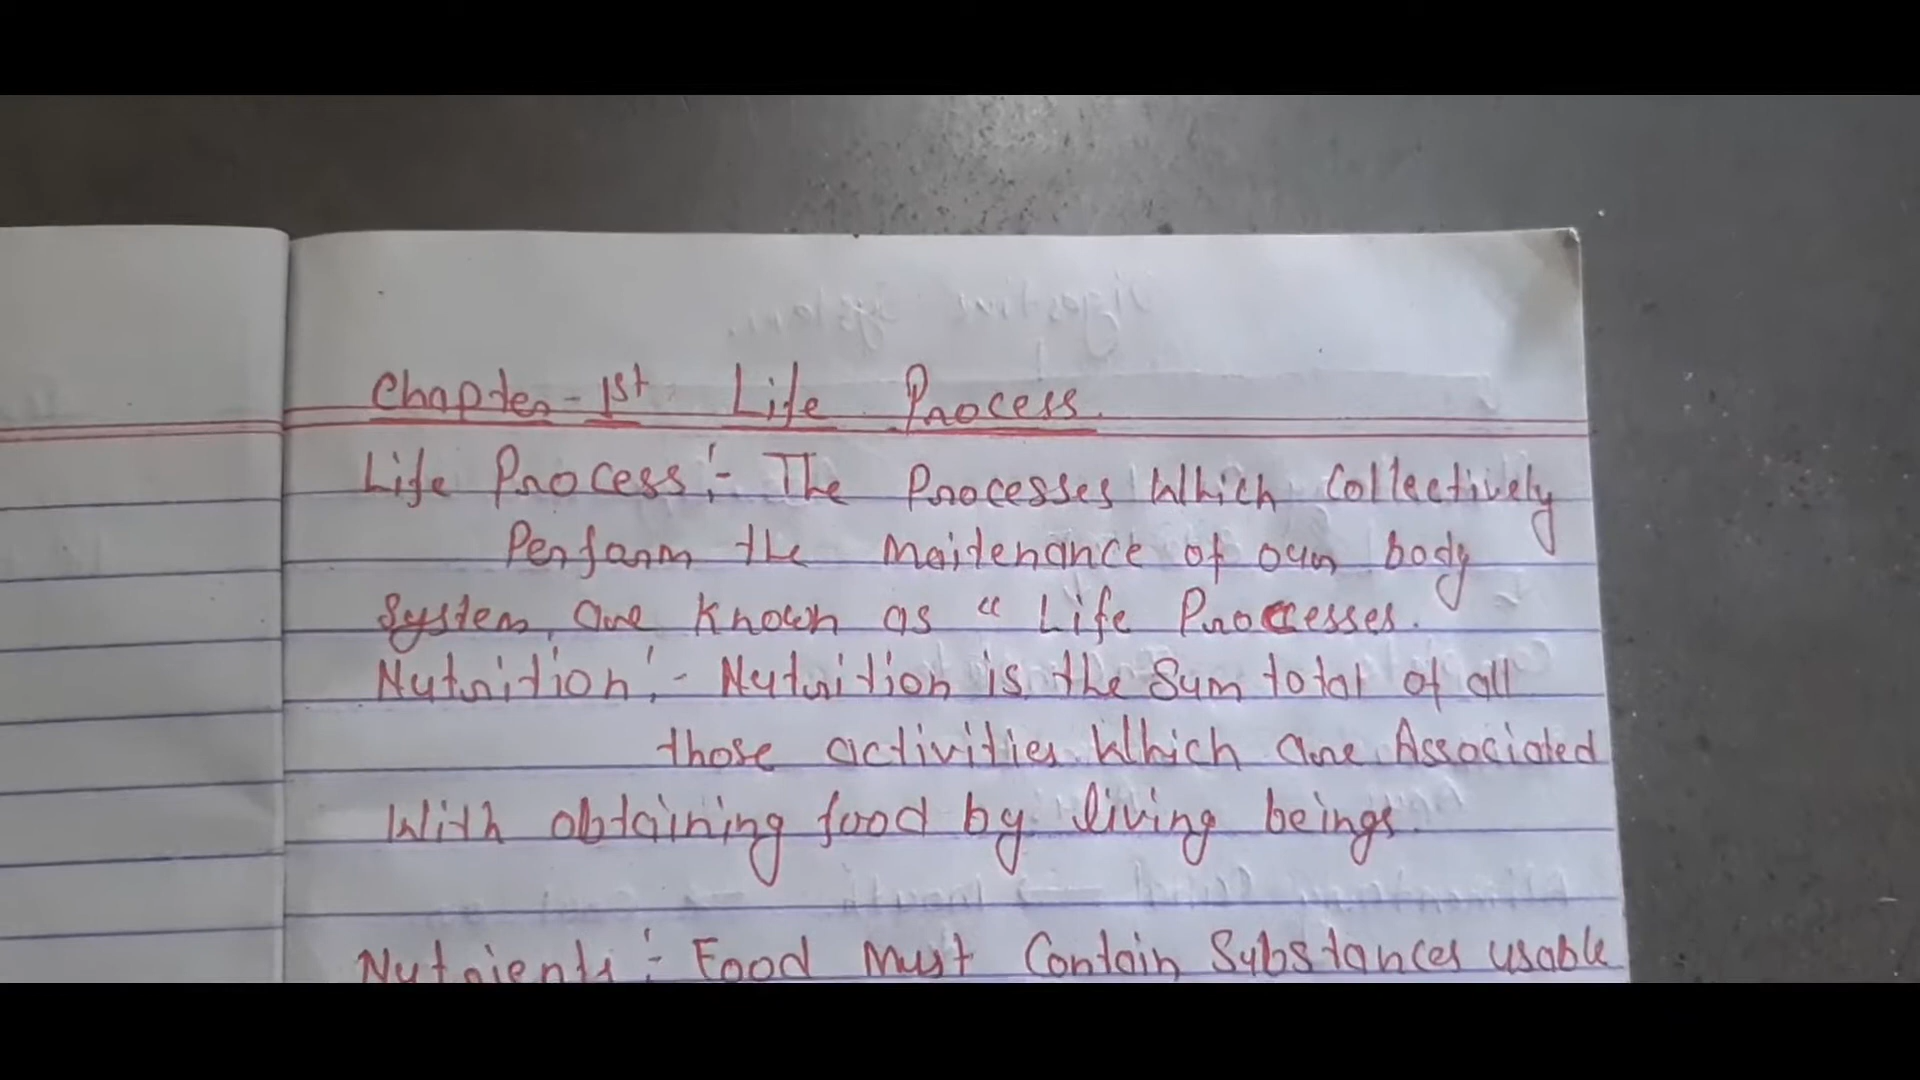 Chapter-1st Life Process
Life Process:- The Processes Which Collectively
Perform the maitenance of our body
System are known as “ Life Processes.
Nutrition:- Nutrition is the Sum total of all
those activities Which are Associated
With obtaining food by living beings.
Nutrients:- Food Must Contain Substances usable